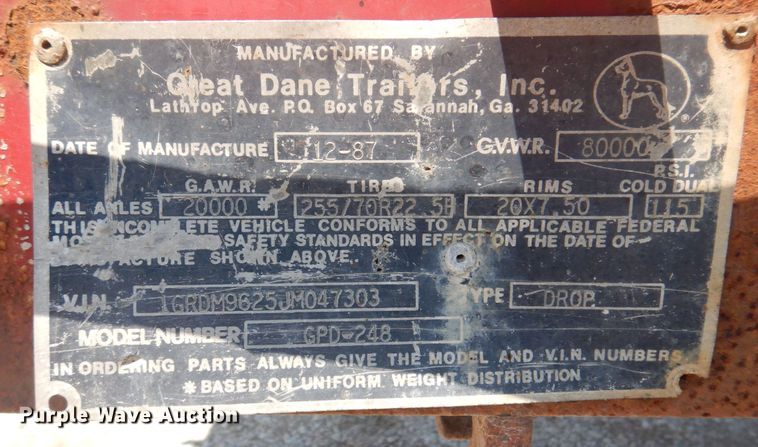 MANUFACTURED BY
Great Dane Trailers, Inc.
Lathrop Ave. P.O. Box 67 Savannah, Ga. 31402
DATE OF MANUFACTURE 12-87 G.V.W.R. 80000
G.A.W.R. TIRES RIMS P.S.I. COLD DUAL
ALL AXLES 20000 * 255/70R22.5 20X7.50 115
THIS INCOMPLETE VEHICLE CONFORMS TO ALL APPLICABLE FEDERAL
SAFETY STANDARDS IN EFFECT ON THE DATE OF
MANUFACTURE SHOWN ABOVE.
V.I.N. 1GRDM9625JM047303 TYPE DROP
MODEL NUMBER GPD-248
IN ORDERING PARTS ALWAYS GIVE THE MODEL AND V.I.N. NUMBERS
* BASED ON UNIFORM WEIGHT DISTRIBUTION
®
Purple Wave Auction